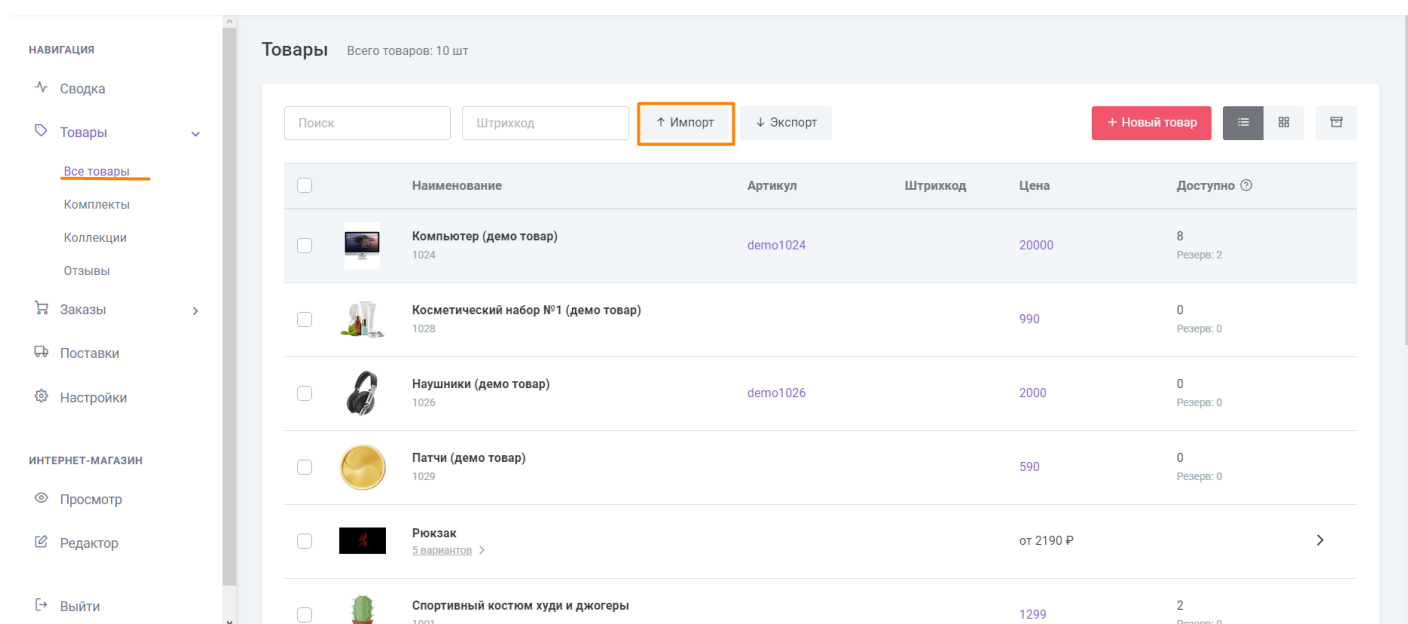 НАВИГАЦИЯ
Сводка
Товары
Все товары
Комплекты
Коллекции
Отзывы
Заказы
Поставки
Настройки
ИНТЕРНЕТ-МАГАЗИН
Просмотр
Редактор
Выйти
Товары Всего товаров: 10 шт
Поиск Штрихкод ↑ Импорт ↓ Экспорт + Новый товар
Наименование Артикул Штрихкод Цена Доступно
Компьютер (демо товар) demo1024 20000 8
1024 Резерв: 2
Косметический набор №1 (демо товар) 990 0
1028 Резерв: 0
Наушники (демо товар) demo1026 2000 0
1026 Резерв: 0
Патчи (демо товар) 590 0
1029 Резерв: 0
Рюкзак от 2190 ₽
5 вариантов
Спортивный костюм худи и джогеры 1299 2
1001 Резерв: 0